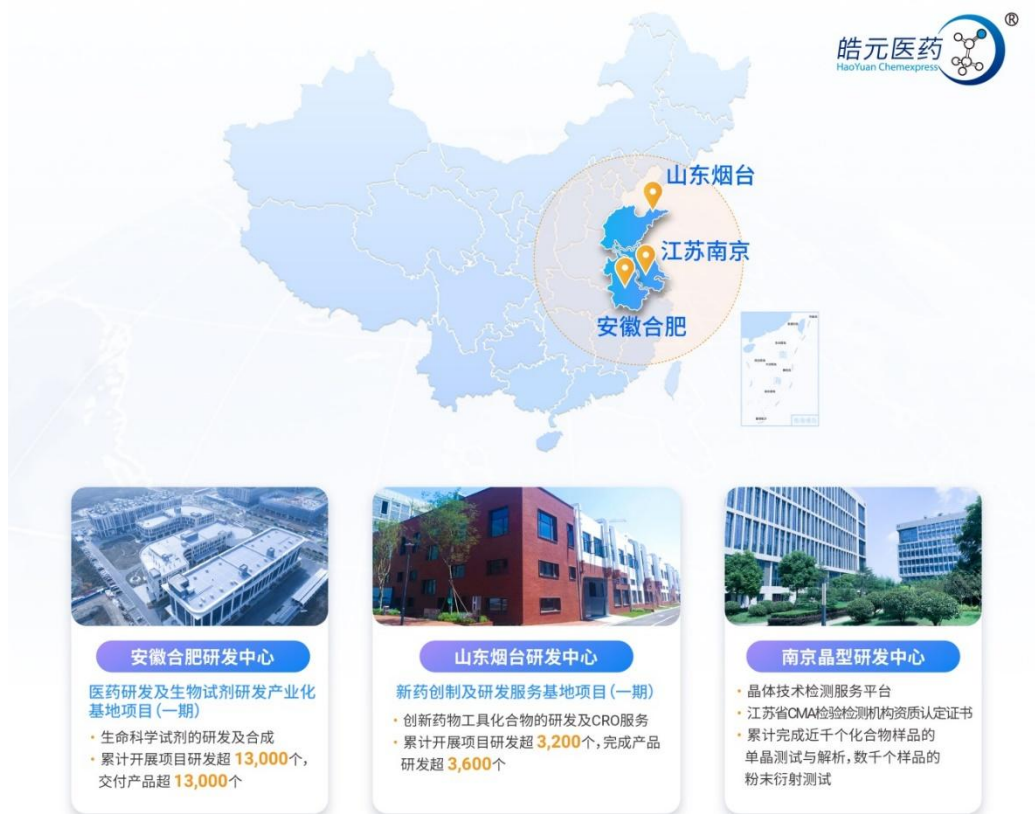 皓元医药
HaoYuan Chemexpress
®
山东烟台
江苏南京
安徽合肥
安徽合肥研发中心
医药研发及生物试剂研发产业化
基地项目(一期)
· 生命科学试剂的研发及合成
· 累计开展项目研发超 13,000个，
交付产品超 13,000个
山东烟台研发中心
新药创制及研发服务基地项目(一期)
· 创新药物工具化合物的研发及CRO服务
· 累计开展项目研发超 3,200个，完成产品
研发超 3,600个
南京晶型研发中心
· 晶体技术检测服务平台
· 江苏省CMA检验检测机构资质认定证书
· 累计完成近千个化合物样品的
单晶测试与解析，数千个样品的
粉末衍射测试